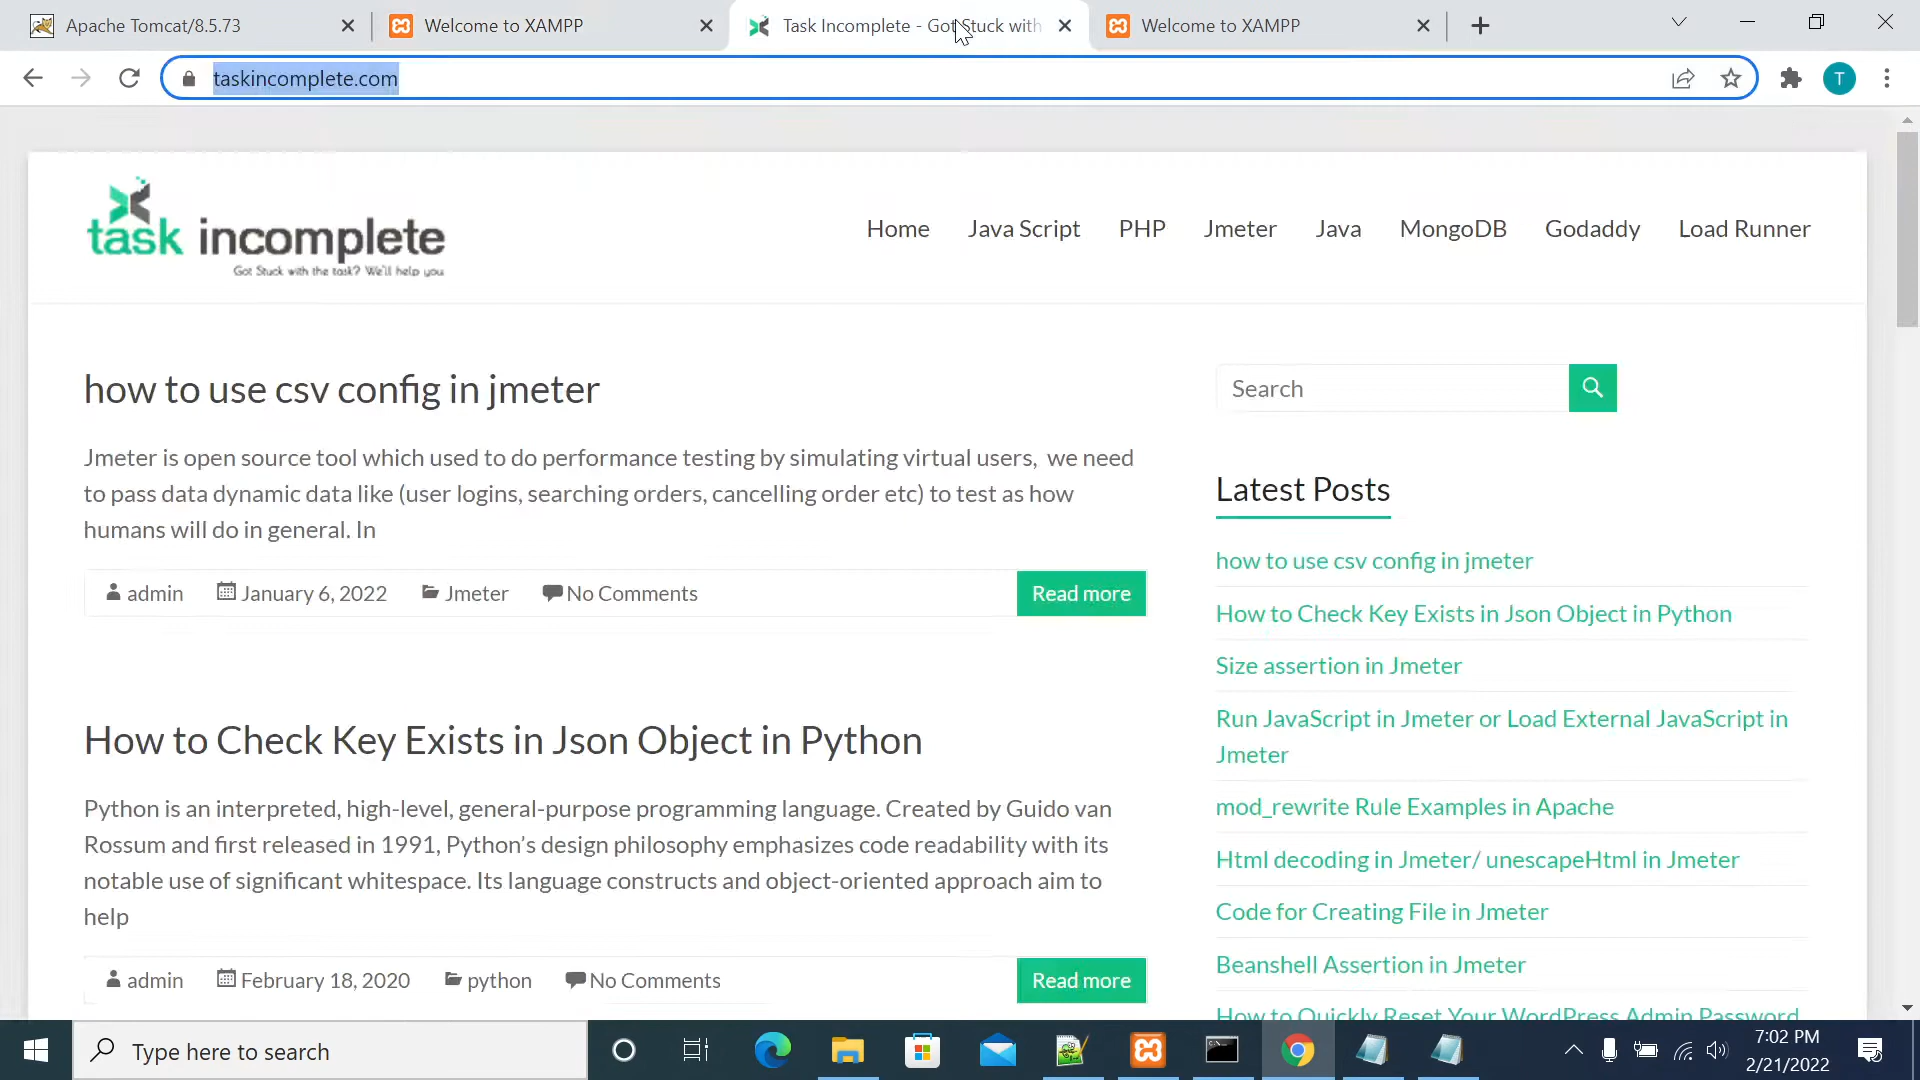 Apache Tomcat/8.5.73
Welcome to XAMPP
Task Incomplete - Got Stuck with
Welcome to XAMPP
taskincomplete.com
T
task incomplete
Got Stuck with the task? We'll help you
Home
Java Script
PHP
Jmeter
Java
MongoDB
Godaddy
Load Runner
how to use csv config in jmeter
Jmeter is open source tool which used to do performance testing by simulating virtual users, we need
to pass data dynamic data like (user logins, searching orders, cancelling order etc) to test as how
humans will do in general. In
admin
January 6, 2022
Jmeter
No Comments
Read more
How to Check Key Exists in Json Object in Python
Python is an interpreted, high-level, general-purpose programming language. Created by Guido van
Rossum and first released in 1991, Python's design philosophy emphasizes code readability with its
notable use of significant whitespace. Its language constructs and object-oriented approach aim to
help
admin
February 18, 2020
python
No Comments
Read more
Search
Latest Posts
how to use csv config in jmeter
How to Check Key Exists in Json Object in Python
Size assertion in Jmeter
Run JavaScript in Jmeter or Load External JavaScript in
Jmeter
mod_rewrite Rule Examples in Apache
Html decoding in Jmeter/ unescapeHtml in Jmeter
Code for Creating File in Jmeter
Beanshell Assertion in Jmeter
How to Quickly Reset Your WordPress Admin Password
Type here to search
7:02 PM
2/21/2022